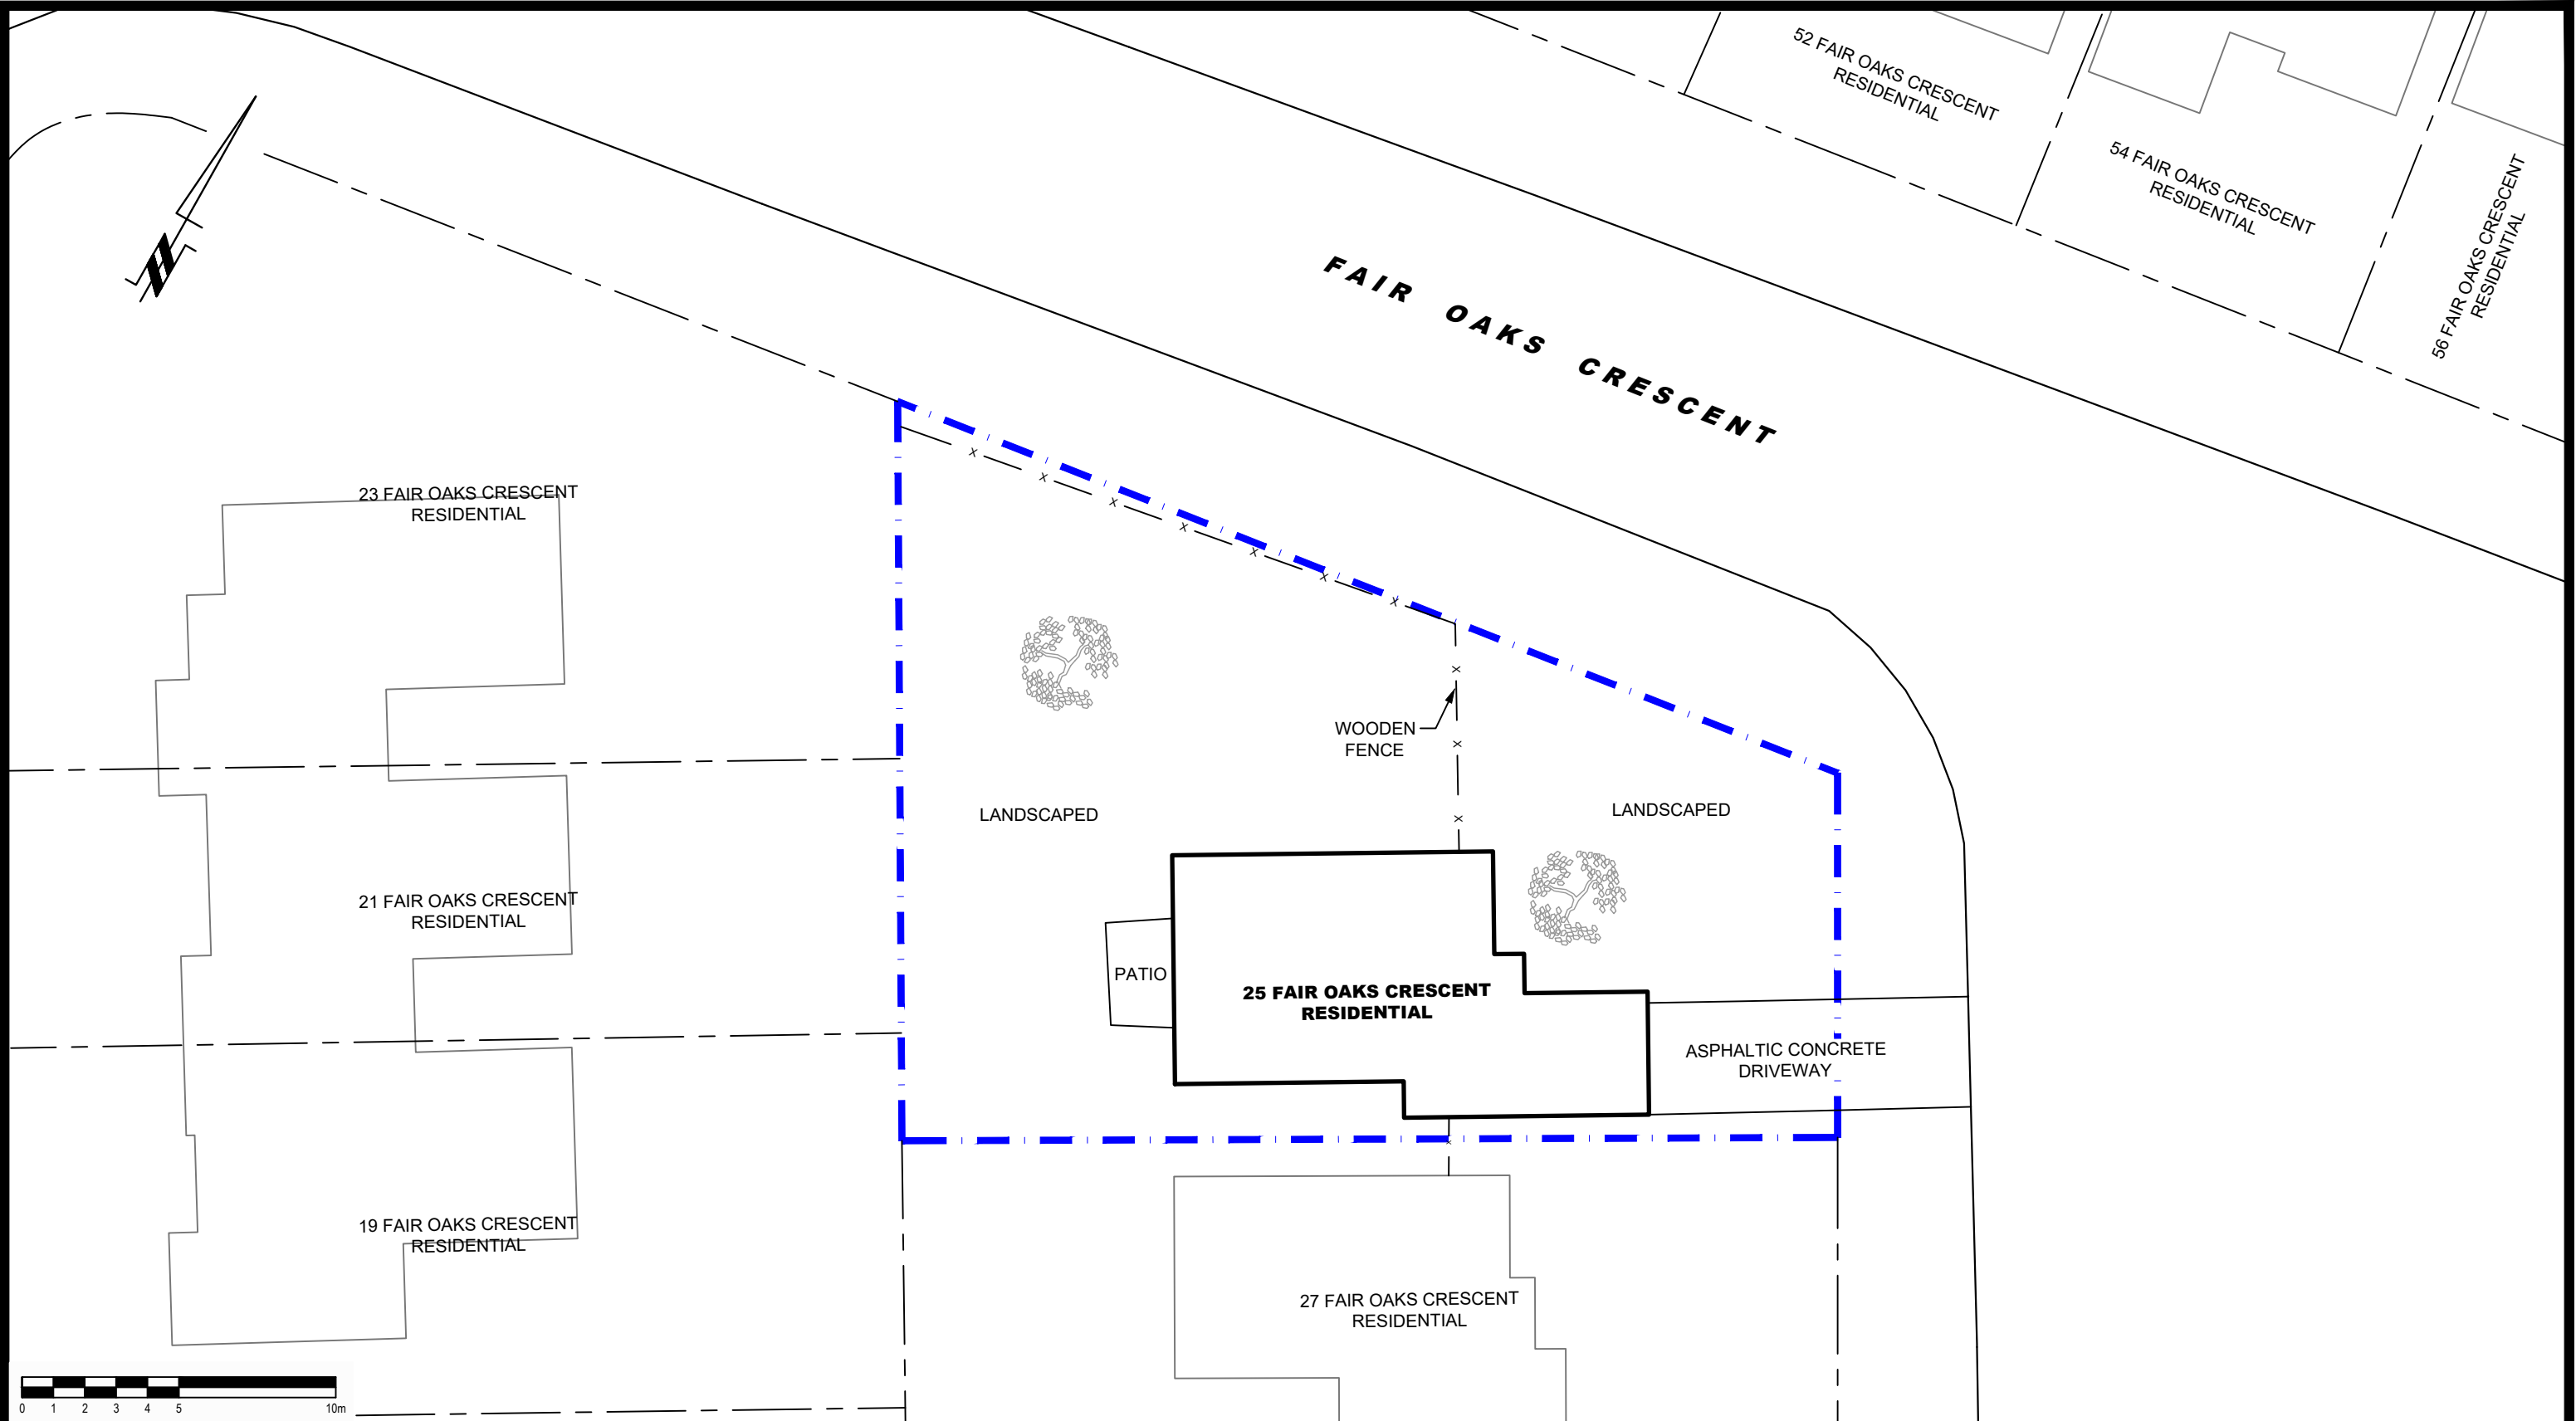 52 FAIR OAKS CRESCENT
RESIDENTIAL
54 FAIR OAKS CRESCENT
RESIDENTIAL
56 FAIR OAKS CRESCENT
RESIDENTIAL
N
FAIR OAKS CRESCENT
23 FAIR OAKS CRESCENT
RESIDENTIAL
WOODEN
FENCE
LANDSCAPED
LANDSCAPED
21 FAIR OAKS CRESCENT
RESIDENTIAL
PATIO
25 FAIR OAKS CRESCENT
RESIDENTIAL
ASPHALTIC CONCRETE
DRIVEWAY
19 FAIR OAKS CRESCENT
RESIDENTIAL
27 FAIR OAKS CRESCENT
RESIDENTIAL
0 1 2 3 4 5 10m